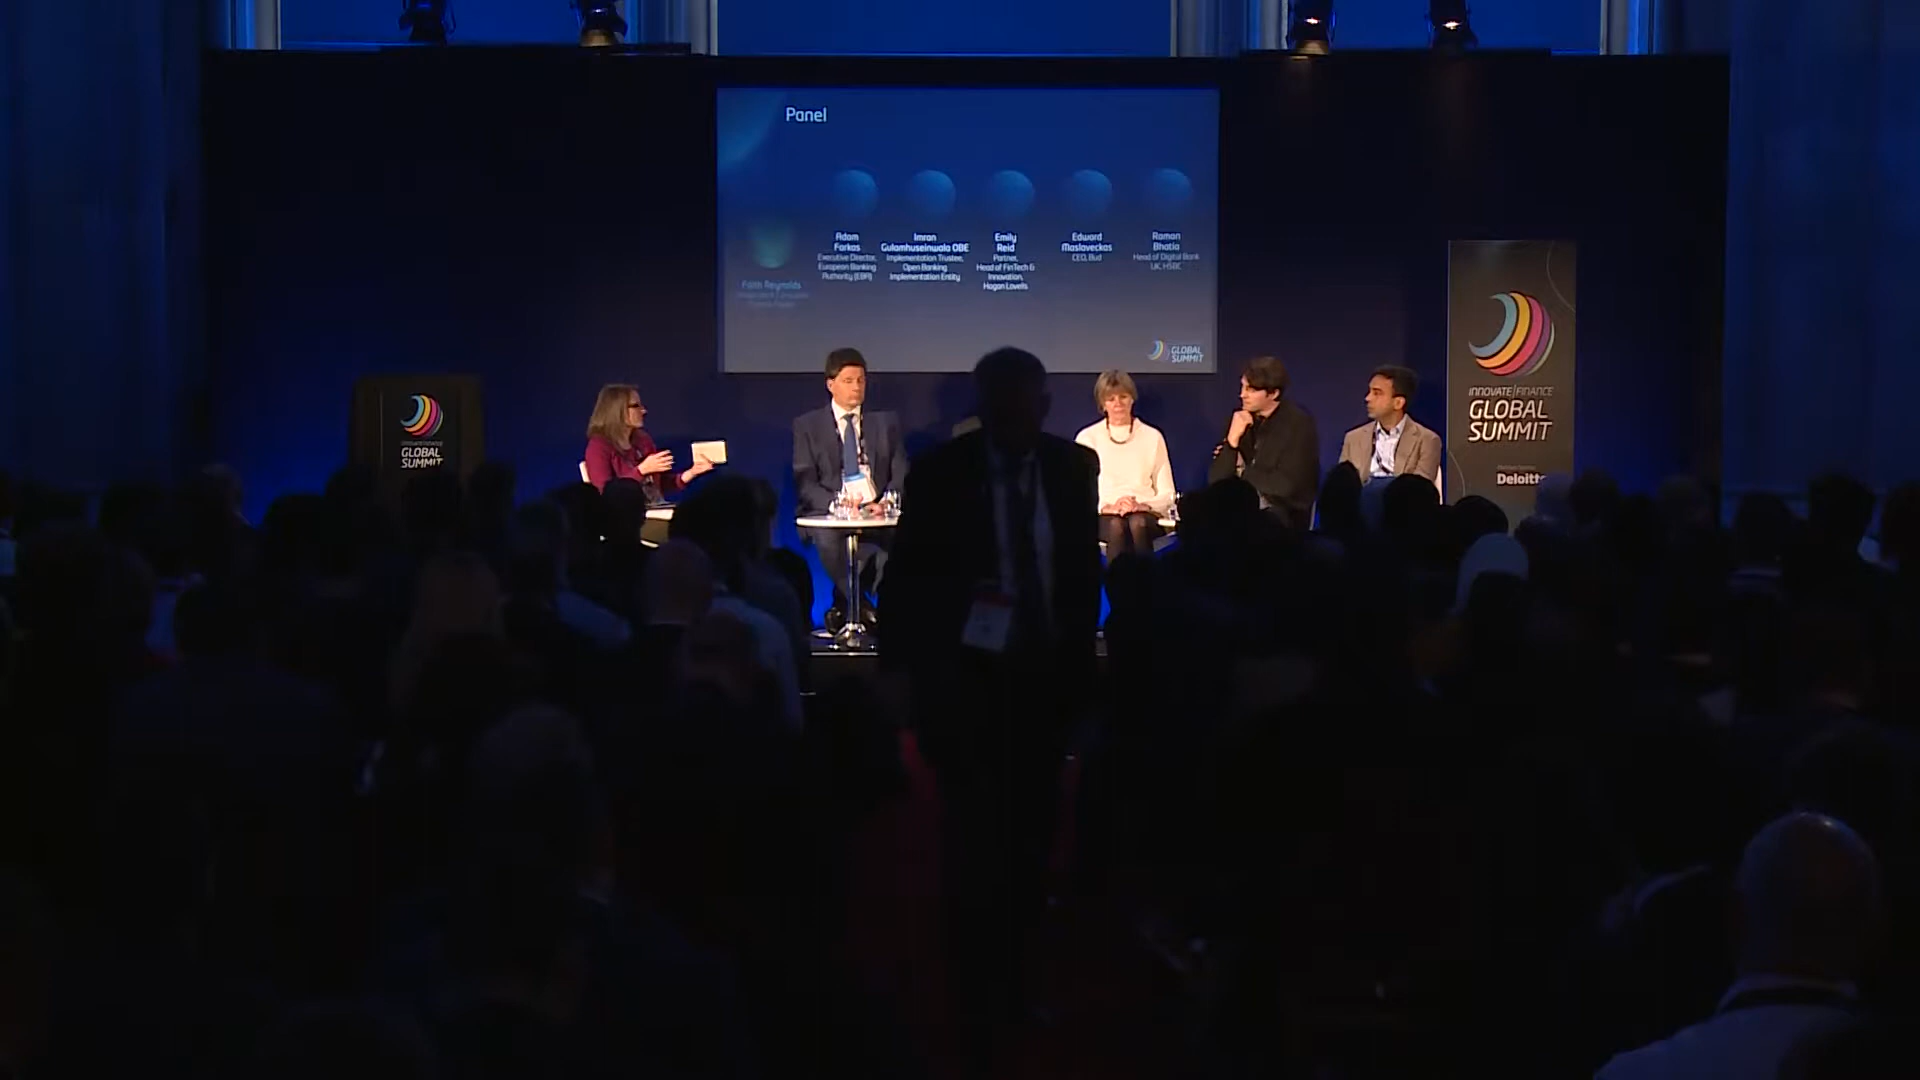 Panel
Adam
Farkas
Executive Director,
European Banking
Authority (EBA)
Imran
Gulamhuseinwala OBE
Implementation Trustee,
Open Banking
Implementation Entity
Emily
Reid
Partner,
Head of FinTech &
Innovation,
Hogan Lovells
Edward
Maslaveckas
CEO, Bud
Raman
Bhatia
Head of Digital Bank
UK, HSBC
Faith Reynolds
GLOBAL
SUMMIT
INNOVATE|FINANCE
GLOBAL
SUMMIT
INNOVATE|FINANCE
GLOBAL
SUMMIT
Deloitte